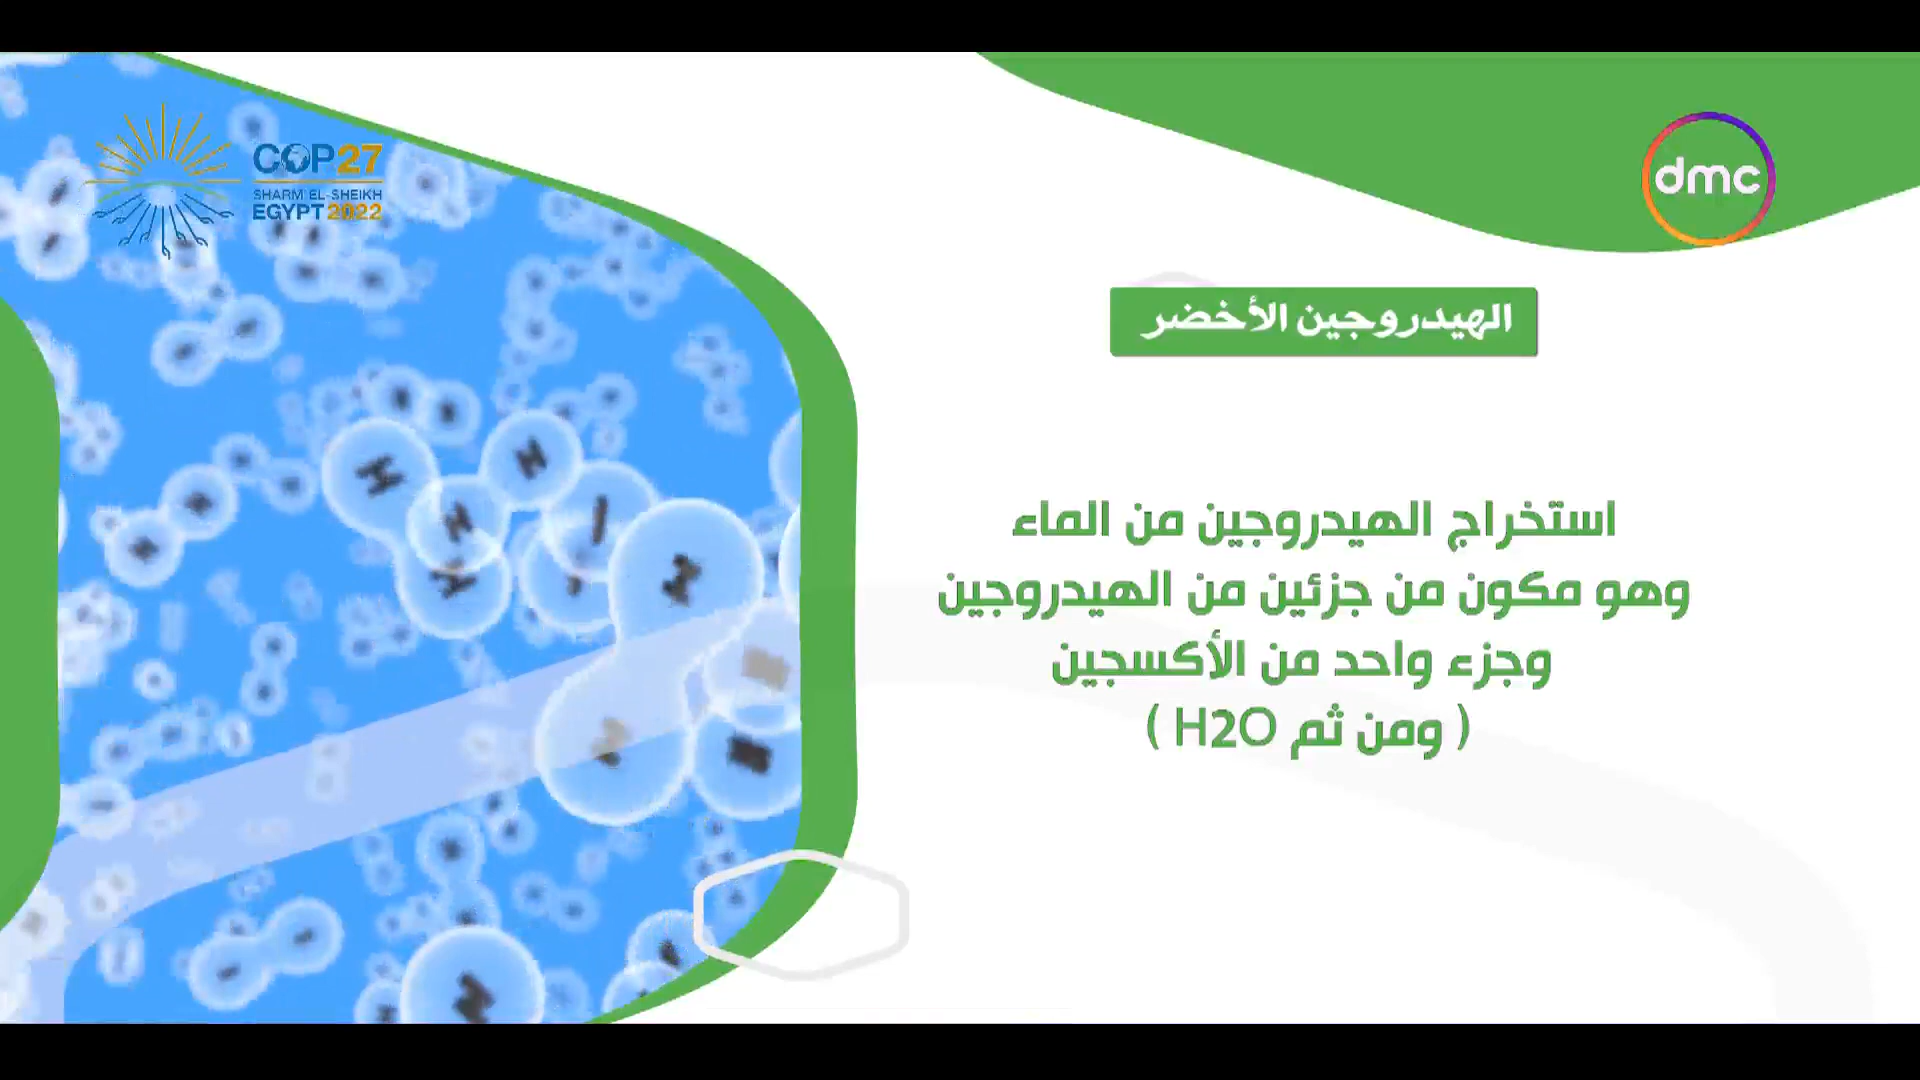 COP27
SHARM EL-SHEIKH
EGYPT 2022
dmc
الهيدروجين الأخضر
استخراج الهيدروجين من الماء
وهو مكون من جزئين من الهيدروجين
وجزء واحد من الأكسجين
( ومن ثم H2O )